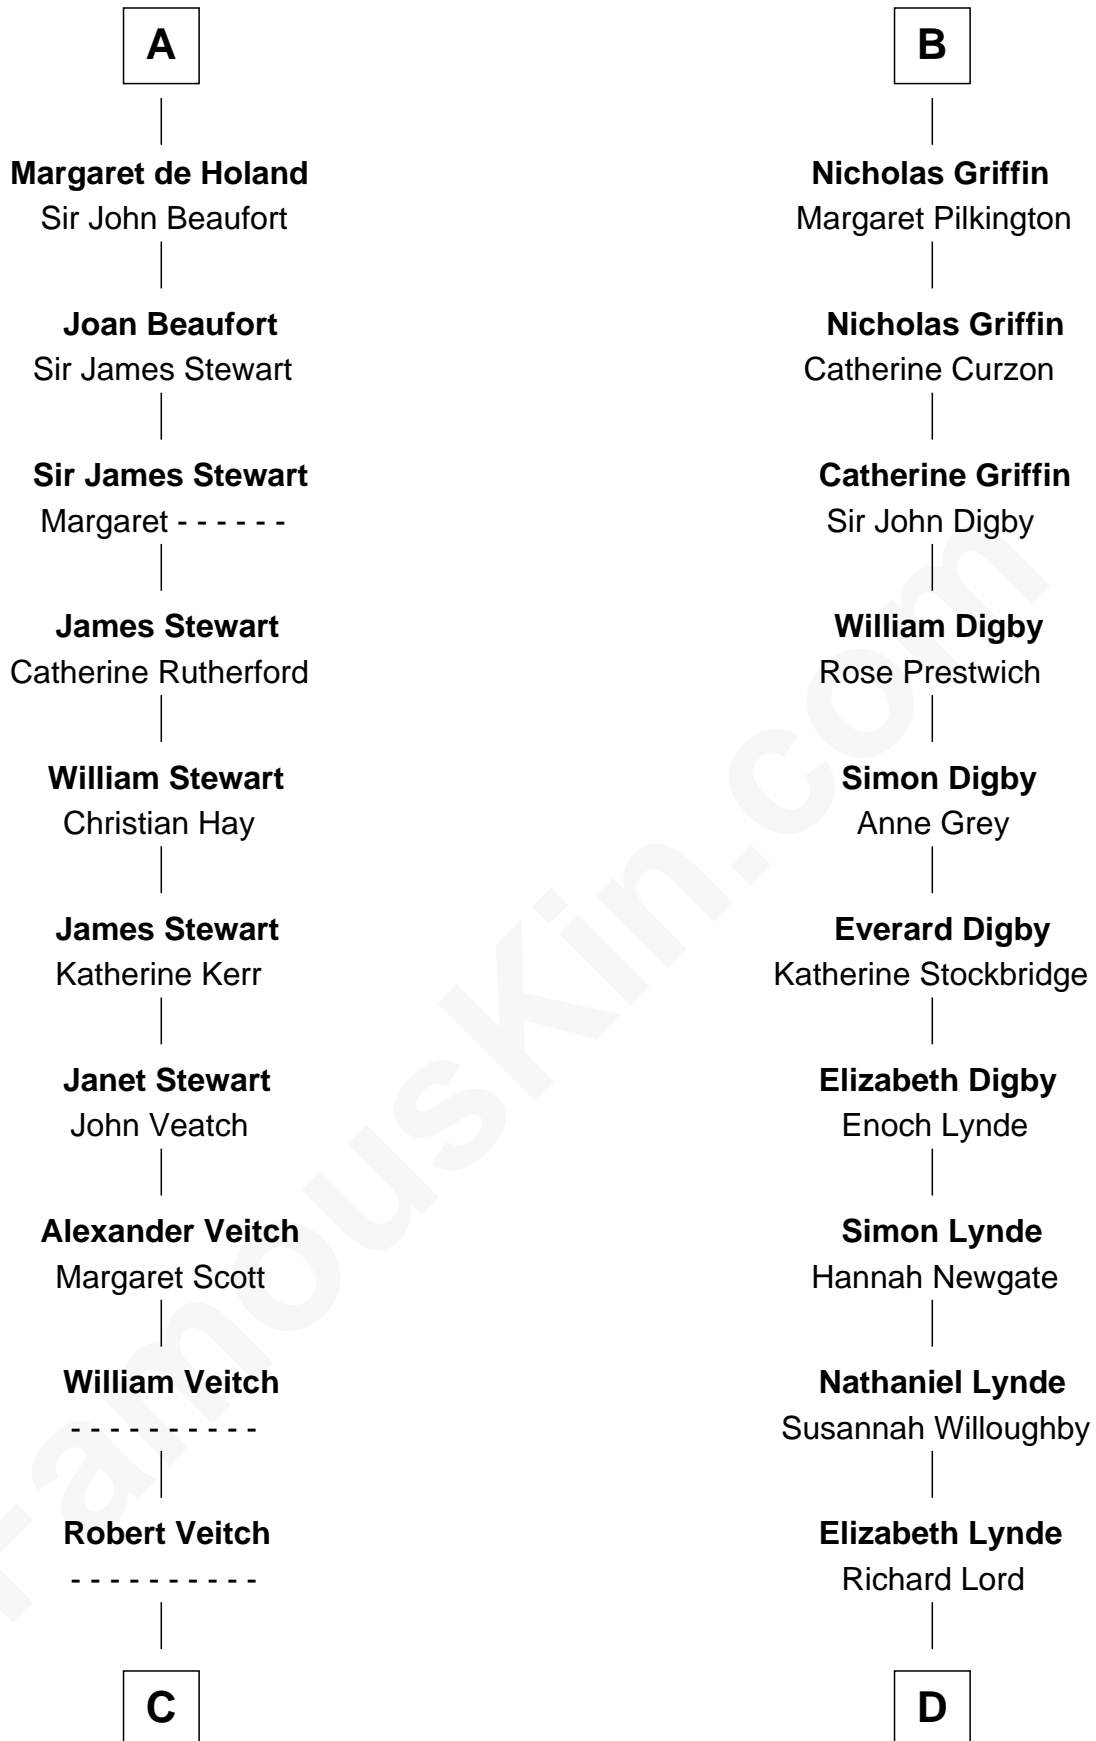 A
Margaret de Holand
Sir John Beaufort
Joan Beaufort
Sir James Stewart
Sir James Stewart
Margaret - - - - - -
James Stewart
Catherine Rutherford
William Stewart
Christian Hay
James Stewart
Katherine Kerr
Janet Stewart
John Veatch
Alexander Veitch
Margaret Scott
William Veitch
- - - - - - - - - -
Robert Veitch
- - - - - - - - - -
C
B
Nicholas Griffin
Margaret Pilkington
Nicholas Griffin
Catherine Curzon
Catherine Griffin
Sir John Digby
William Digby
Rose Prestwich
Simon Digby
Anne Grey
Everard Digby
Katherine Stockbridge
Elizabeth Digby
Enoch Lynde
Simon Lynde
Hannah Newgate
Nathaniel Lynde
Susannah Willoughby
Elizabeth Lynde
Richard Lord
D
FamousKin.com